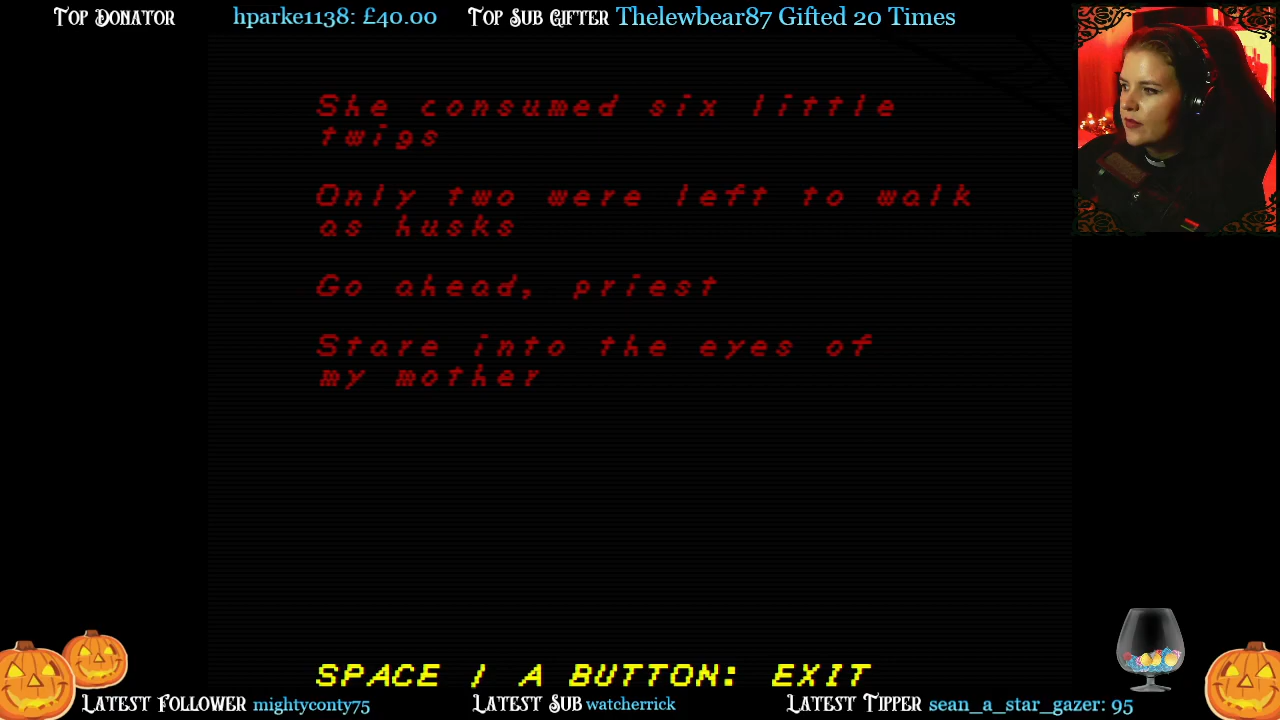 Top Donator hparke1138: £40.00 Top Sub Gifter Thelewbear87 Gifted 20 Times
She consumed six little
twigs
Only two were left to walk
as husks
Go ahead, priest
Stare into the eyes of
my mother
SPACE / A BUTTON: EXIT
Latest Follower mightyconty75 Latest Sub watcherrick Latest Tipper sean_a_star_gazer: 95